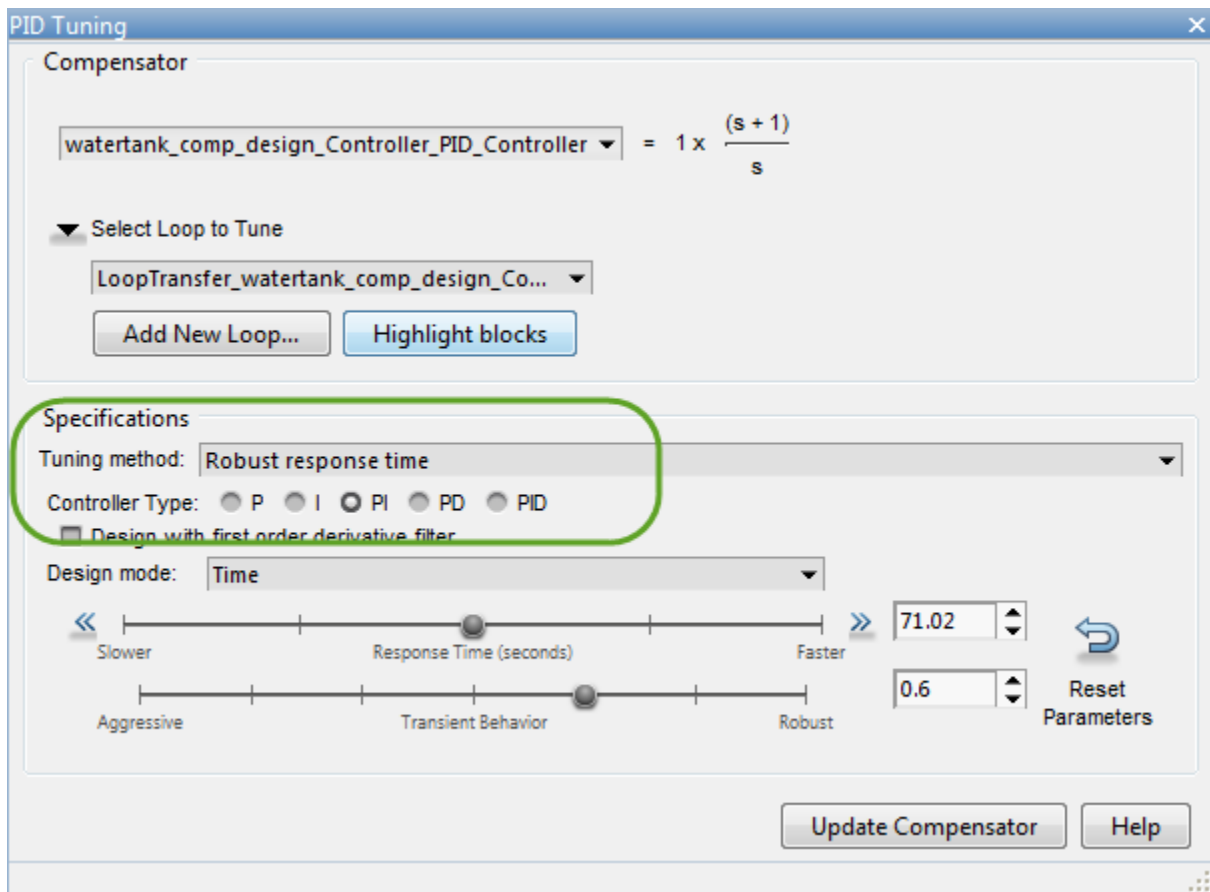 PID Tuning
Compensator
watertank_comp_design_Controller_PID_Controller = 1 x (s + 1)
s
Select Loop to Tune
LoopTransfer_watertank_comp_design_Co...
Add New Loop... Highlight blocks
Specifications
Tuning method: Robust response time
Controller Type: P I PI PD PID
Design with first order derivative filter
Design mode: Time
71.02
Slower Response Time (seconds) Faster
0.6
Aggressive Transient Behavior Robust
Reset
Parameters
Update Compensator Help